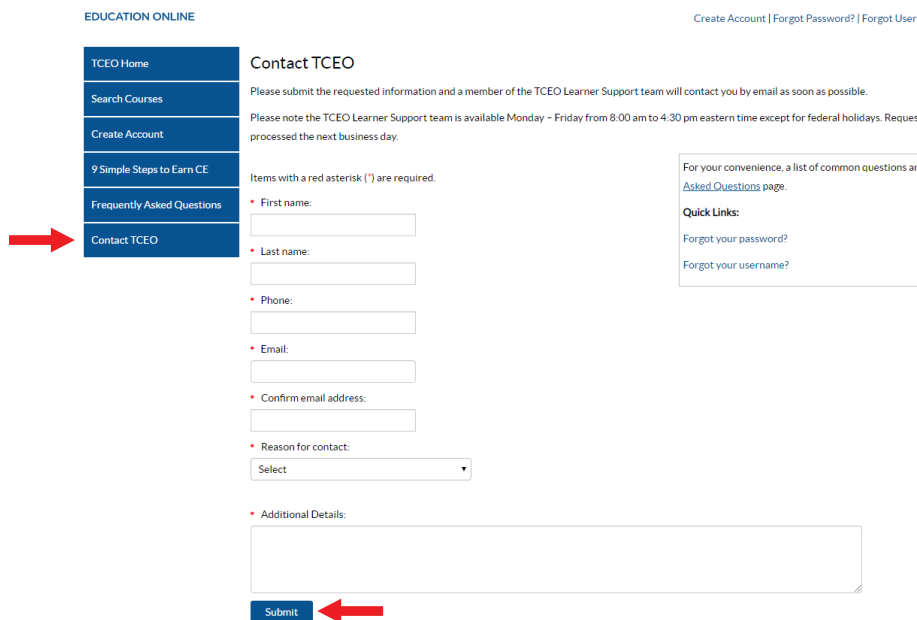 EDUCATION ONLINE
Create Account | Forgot Password? | Forgot User
TCEO Home
Search Courses
Create Account
9 Simple Steps to Earn CE
Frequently Asked Questions
Contact TCEO
Contact TCEO
Please submit the requested information and a member of the TCEO Learner Support team will contact you by email as soon as possible.
Please note the TCEO Learner Support team is available Monday – Friday from 8:00 am to 4:30 pm eastern time except for federal holidays. Reques
processed the next business day.
Items with a red asterisk (*) are required.
* First name:
* Last name:
* Phone:
* Email:
* Confirm email address:
* Reason for contact:
Select
* Additional Details:
Submit
For your convenience, a list of common questions an
Asked Questions page.
Quick Links:
Forgot your password?
Forgot your username?